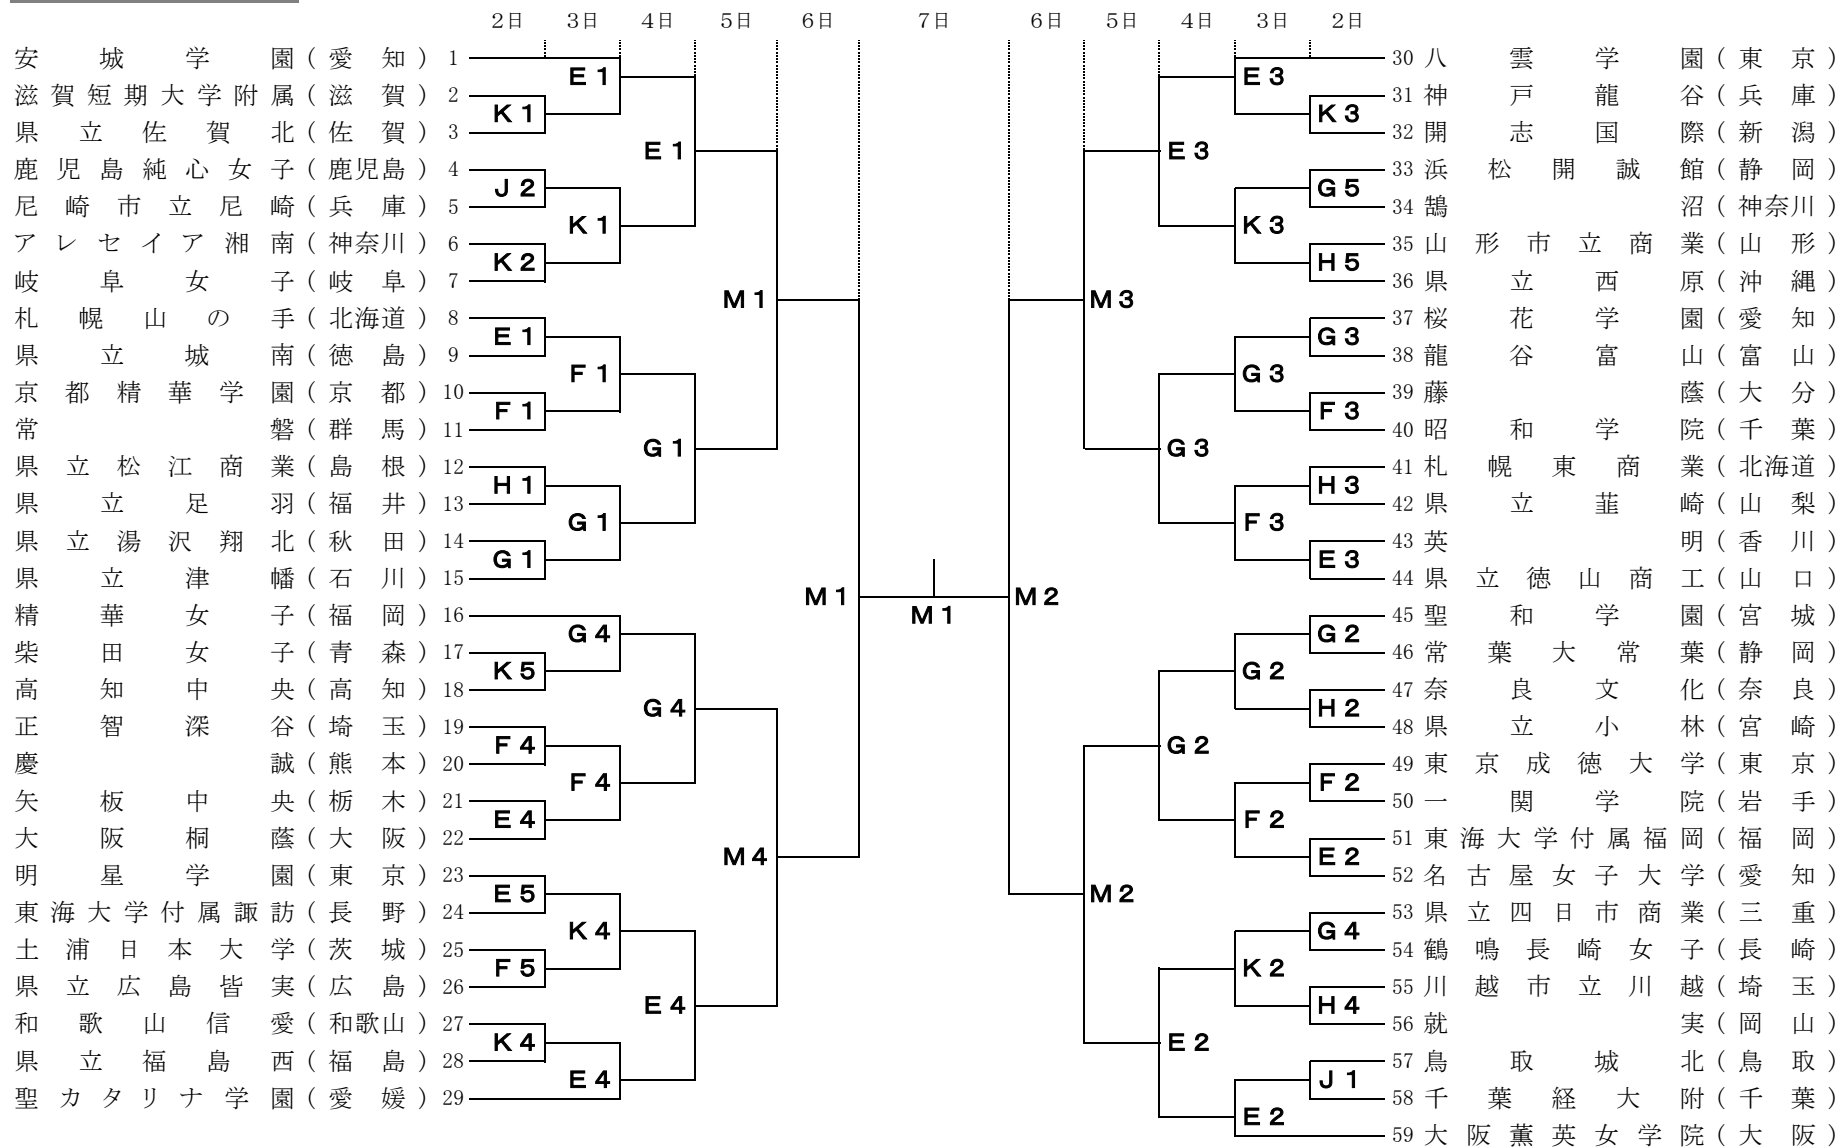 2日 3日 4日 5日 6日 7日 6日 5日 4日 3日 2日
安城学園(愛知) 1
滋賀短期大学附属(滋賀) 2
県立佐賀北(佐賀) 3
鹿児島純心女子(鹿児島) 4
尼崎市立尼崎(兵庫) 5
アレセイア湘南(神奈川) 6
岐阜女子(岐阜) 7
札幌山の手(北海道) 8
県立城南(徳島) 9
京都精華学園(京都) 10
常磐(群馬) 11
県立松江商業(島根) 12
県立足羽(福井) 13
県立湯沢翔北(秋田) 14
県立津幡(石川) 15
精華女子(福岡) 16
柴田女子(青森) 17
高知中央(高知) 18
正智深谷(埼玉) 19
慶誠(熊本) 20
矢板中央(栃木) 21
大阪桐蔭(大阪) 22
明星学園(東京) 23
東海大学付属諏訪(長野) 24
土浦日本大学(茨城) 25
県立広島皆実(広島) 26
和歌山信愛(和歌山) 27
県立福島西(福島) 28
聖カタリナ学園(愛媛) 29
K1
J2
K2
E1
F1
H1
G1
K5
F4
E4
E5
F5
K4
E1
K1
F1
G1
G4
F4
K4
E4
E1
G1
G4
E4
M1
M4
M1
M1
M2
M3
M2
E3
G3
G2
E2
E3
K3
G3
F3
G2
F2
K2
E2
K3
G5
H5
G3
F3
H3
E3
G2
H2
F2
E2
G4
H4
J1
30 八雲学園(東京)
31 神戸龍谷(兵庫)
32 開志国際(新潟)
33 浜松開誠館(静岡)
34 鵠沼(神奈川)
35 山形市立商業(山形)
36 県立西原(沖縄)
37 桜花学園(愛知)
38 龍谷富山(富山)
39 藤蔭(大分)
40 昭和学院(千葉)
41 札幌東商業(北海道)
42 県立韮崎(山梨)
43 英明(香川)
44 県立徳山商工(山口)
45 聖和学園(宮城)
46 常葉大常葉(静岡)
47 奈良文化(奈良)
48 県立小林(宮崎)
49 東京成徳大学(東京)
50 一関学院(岩手)
51 東海大学付属福岡(福岡)
52 名古屋女子大学(愛知)
53 県立四日市商業(三重)
54 鶴鳴長崎女子(長崎)
55 川越市立川越(埼玉)
56 就実(岡山)
57 鳥取城北(鳥取)
58 千葉経大附(千葉)
59 大阪薫英女学院(大阪)